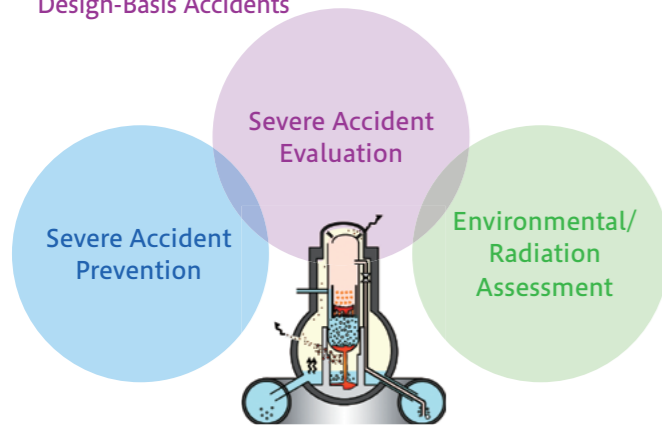 Design-Basis Accidents
Severe Accident
Evaluation
Severe Accident
Prevention
Environmental/
Radiation
Assessment